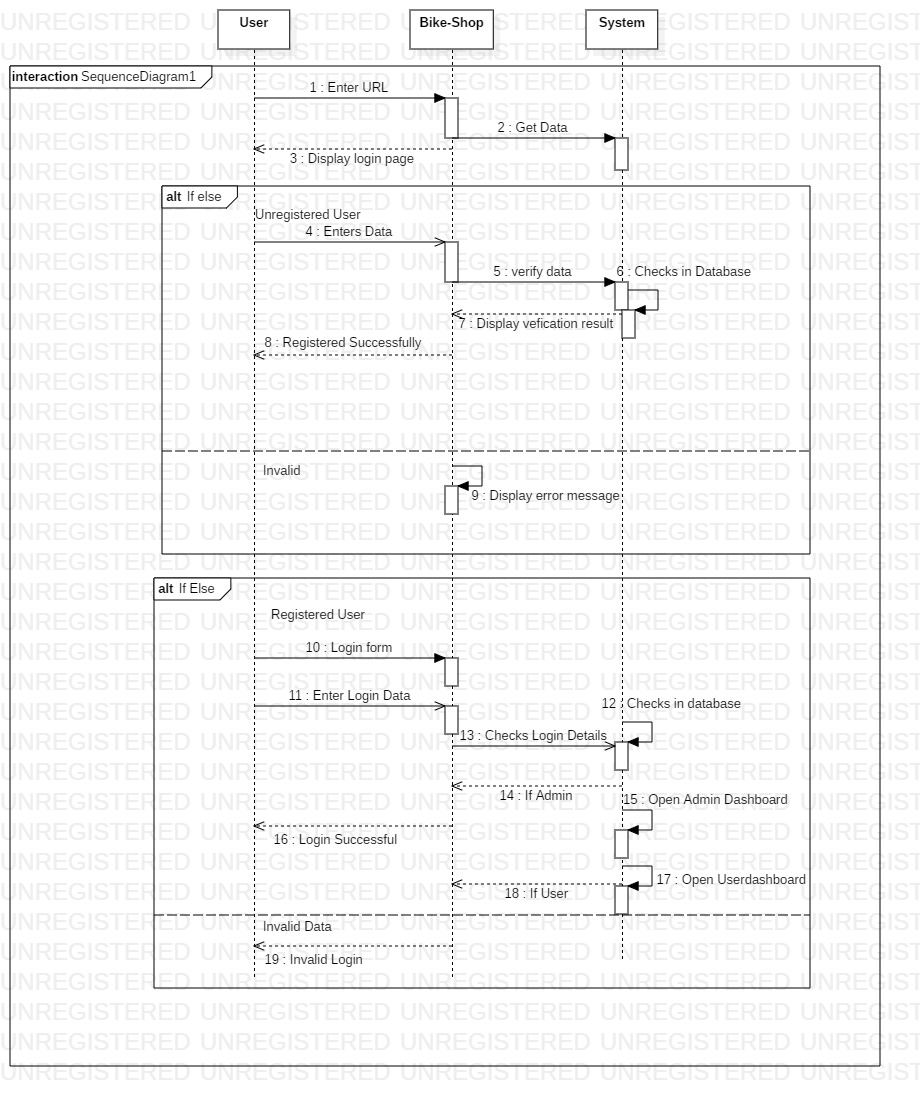 User
Bike-Shop
System
interaction SequenceDiagram1
1 : Enter URL
2 : Get Data
3 : Display login page
alt If else
Unregistered User
4 : Enters Data
5 : verify data
6 : Checks in Database
7 : Display vefication result
8 : Registered Successfully
Invalid
9 : Display error message
alt If Else
Registered User
10 : Login form
11 : Enter Login Data
12 : Checks in database
13 : Checks Login Details
14 : If Admin
15 : Open Admin Dashboard
16 : Login Successful
17 : Open Userdashboard
18 : If User
Invalid Data
19 : Invalid Login
UNREGISTERED